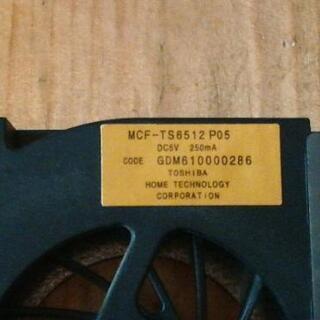 MCF-TS6512 P05
DC5V 250mA
CODE GDM610000286
TOSHIBA
HOME TECHNOLOGY
CORPORATION